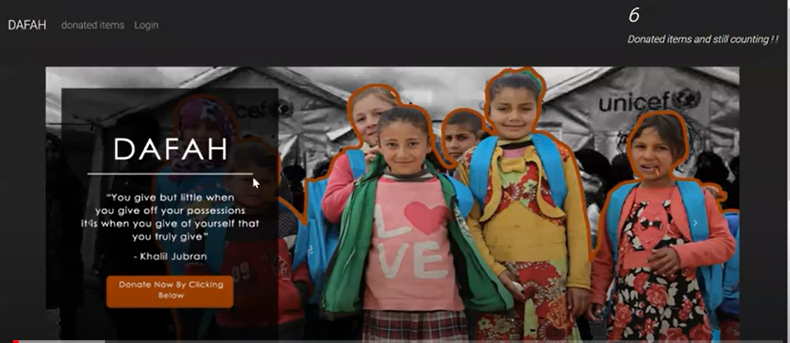 DAFAH donated items Login
6
Donated items and still counting ! !
unicef
unicef
DAFAH
"You give but little when
you give off your possessions
it's when you give of yourself that
you truly give"
- Khalil Jubran
Donate Now By Clicking
Below
LOVE